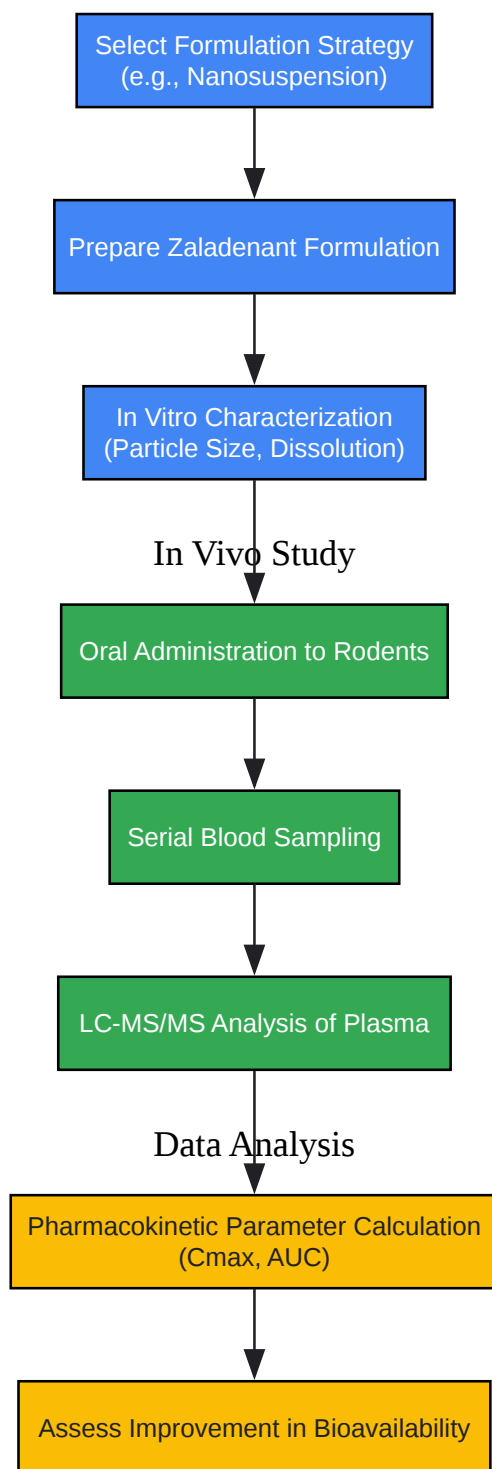 Select Formulation Strategy
(e.g., Nanosuspension)
Prepare Zaladenant Formulation
In Vitro Characterization
(Particle Size, Dissolution)
In Vivo Study
Oral Administration to Rodents
Serial Blood Sampling
LC-MS/MS Analysis of Plasma
Data Analysis
Pharmacokinetic Parameter Calculation
(Cmax, AUC)
Assess Improvement in Bioavailability